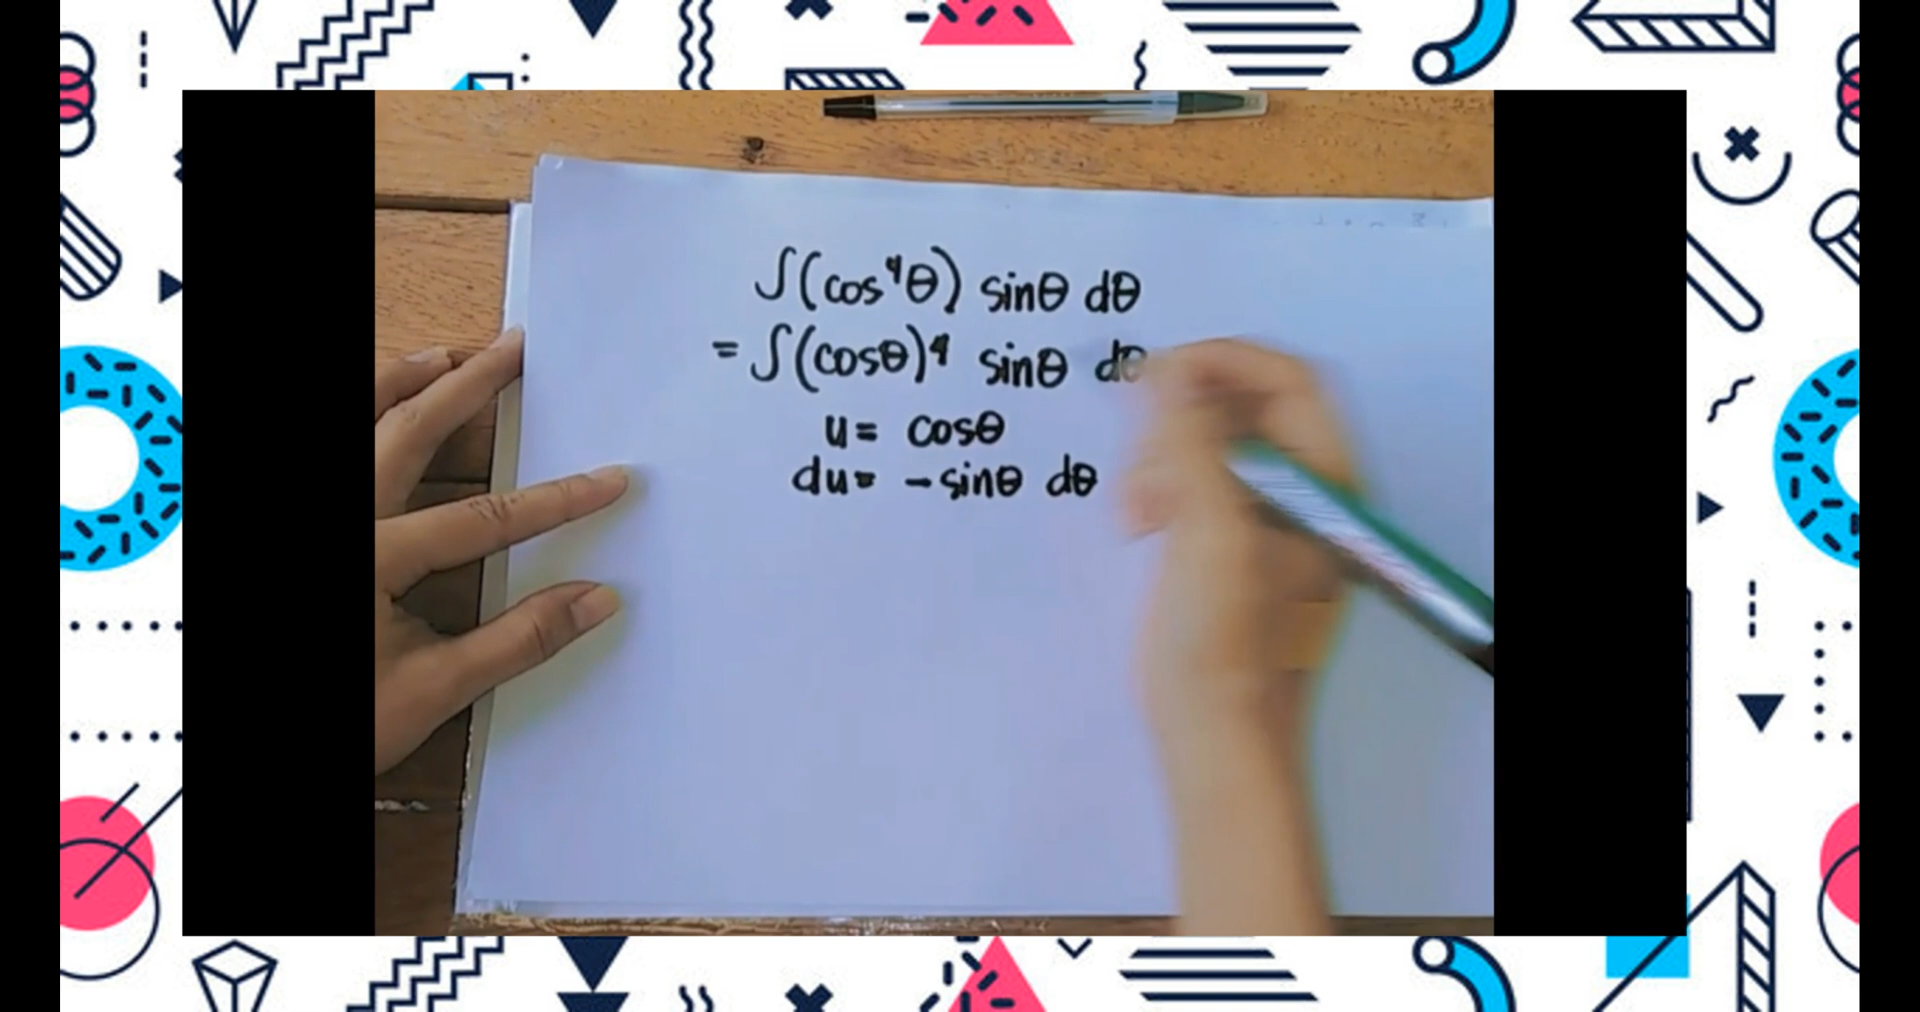 ∫(cos⁴θ) sinθ dθ
= ∫(cosθ)⁴ sinθ dθ
u = cosθ
du = -sinθ dθ